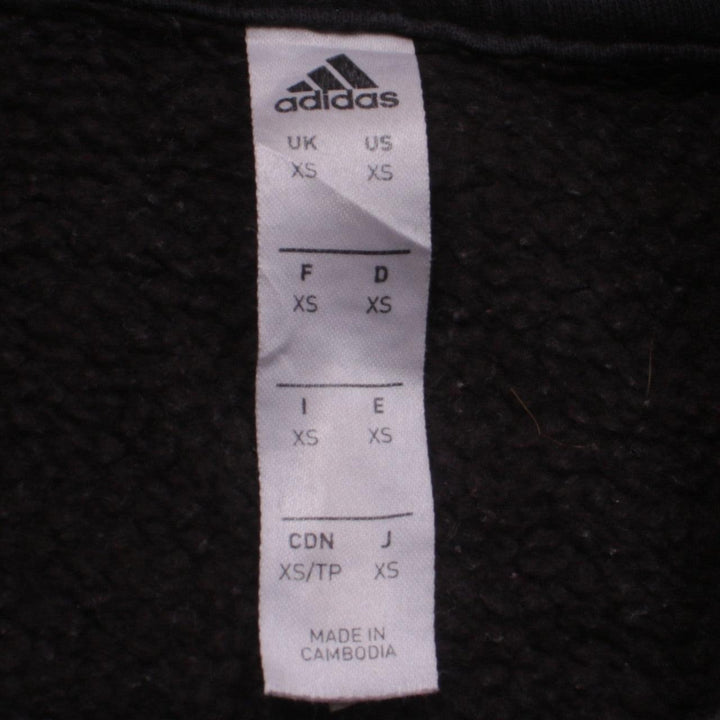 adidas
UK US
XS XS
F D
XS XS
I E
XS XS
CDN J
XS/TP XS
MADE IN
CAMBODIA